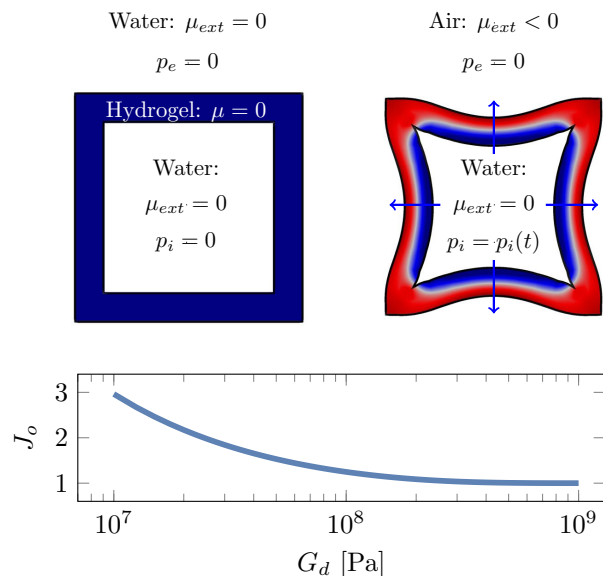 Water: μ_ext = 0
p_e = 0
Hydrogel: μ = 0
Water:
μ_ext = 0
p_i = 0
Air: μ_ext < 0
p_e = 0
Water:
μ_ext = 0
p_i = p_i(t)
3
2
1
J_o
10^7
10^8
10^9
G_d [Pa]